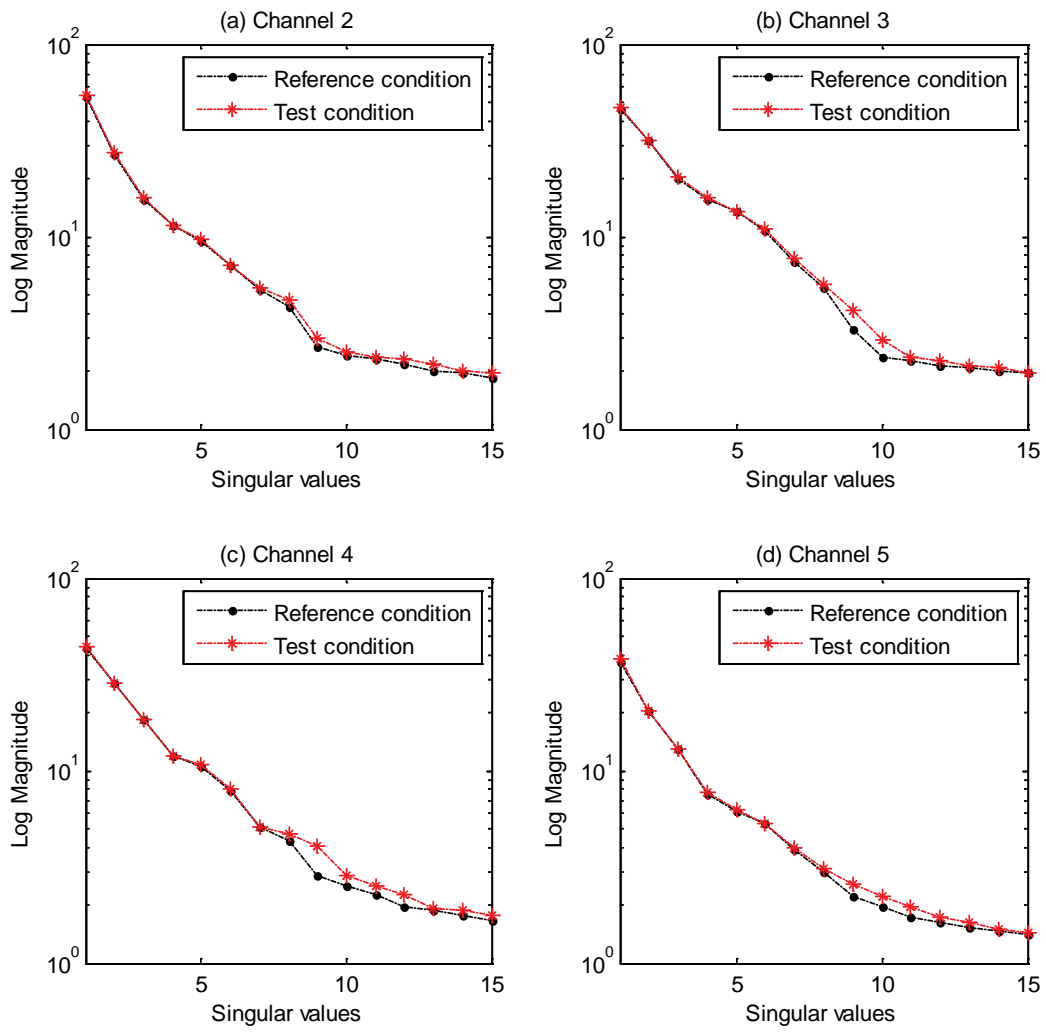 (a) Channel 2
10^2
10^1
10^0
Log Magnitude
Reference condition
Test condition
5
10
15
Singular values
(b) Channel 3
10^2
10^1
10^0
Log Magnitude
Reference condition
Test condition
5
10
15
Singular values
(c) Channel 4
10^2
10^1
10^0
Log Magnitude
Reference condition
Test condition
5
10
15
Singular values
(d) Channel 5
10^2
10^1
10^0
Log Magnitude
Reference condition
Test condition
5
10
15
Singular values